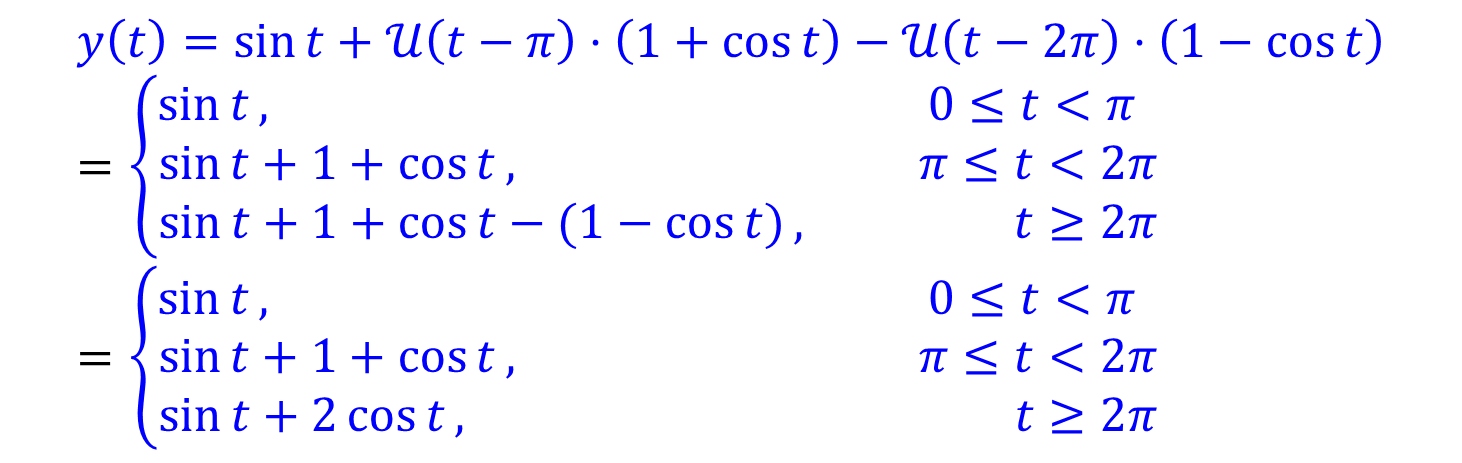 y(t) = sin t + 𝒰(t − π) · (1 + cos t) − 𝒰(t − 2π) · (1 − cos t)
= { sin t , 0 ≤ t < π
sin t + 1 + cos t , π ≤ t < 2π
sin t + 1 + cos t − (1 − cos t) , t ≥ 2π
= { sin t , 0 ≤ t < π
sin t + 1 + cos t , π ≤ t < 2π
sin t + 2 cos t , t ≥ 2π